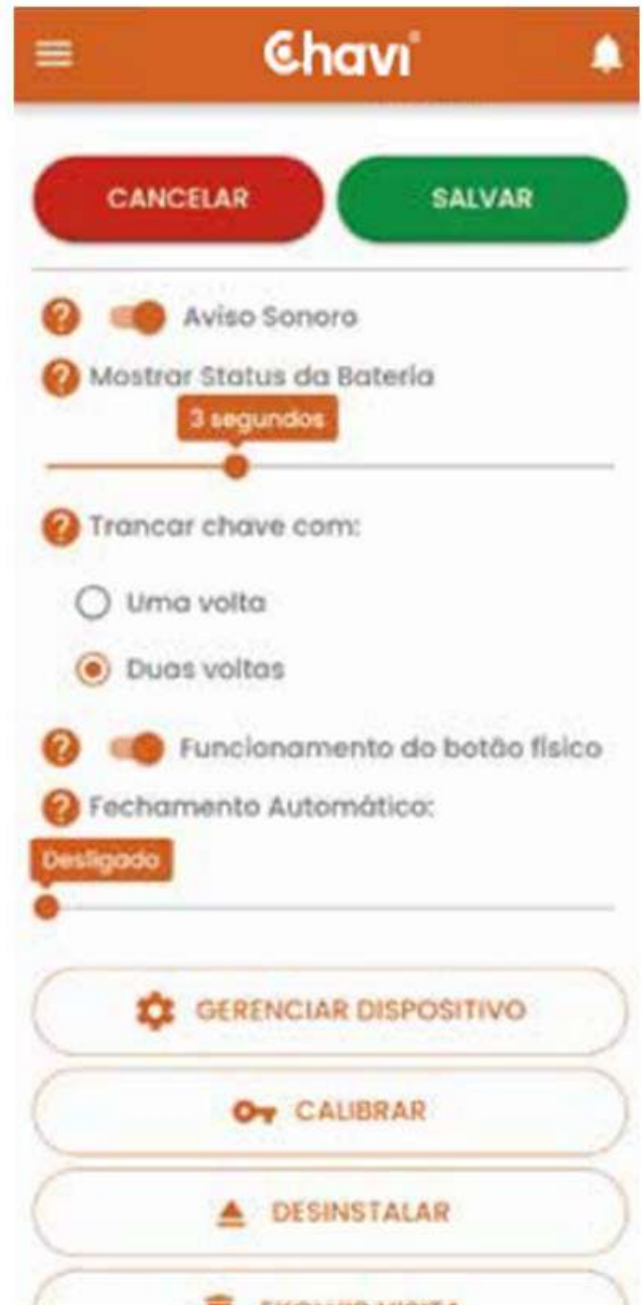 Chavi®
CANCELAR
SALVAR
? Aviso Sonoro
? Mostrar Status da Bateria
3 segundos
? Trancar chave com:
Uma volta
Duas voltas
? Funcionamento do botão físico
? Fechamento Automático:
Desligado
GERENCIAR DISPOSITIVO
CALIBRAR
DESINSTALAR